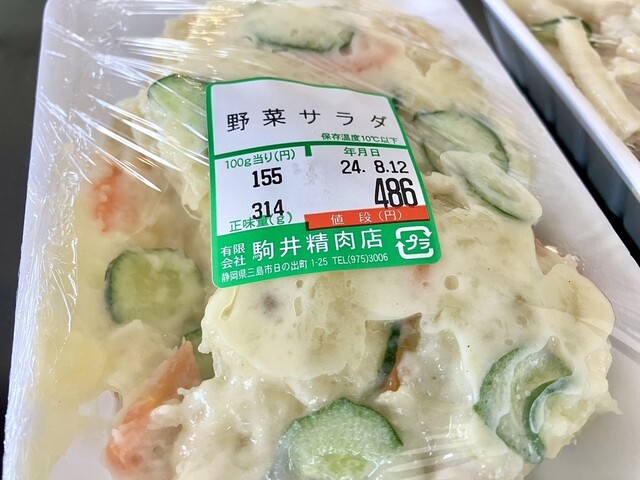 野菜サラダ
保存温度10℃以下
100g当り(円) 年月日
155 24. 8.12
314 486
正味量(g) 値段(円)
有限会社 駒井精肉店 プラ
静岡県三島市日の出町 1-25 TEL(975)3006